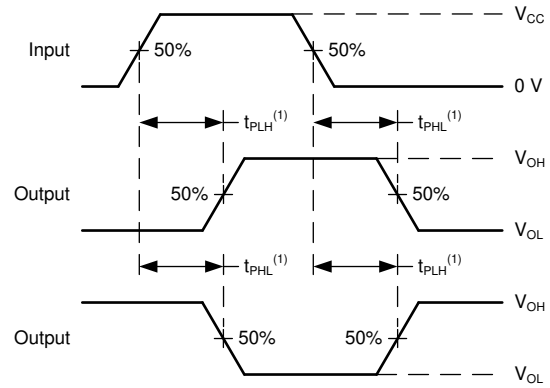 V_CC
Input
50%
50%
0 V
t_PLH^(1)
t_PHL^(1)
V_OH
Output
50%
50%
V_OL
t_PHL^(1)
t_PLH^(1)
V_OH
Output
50%
50%
V_OL